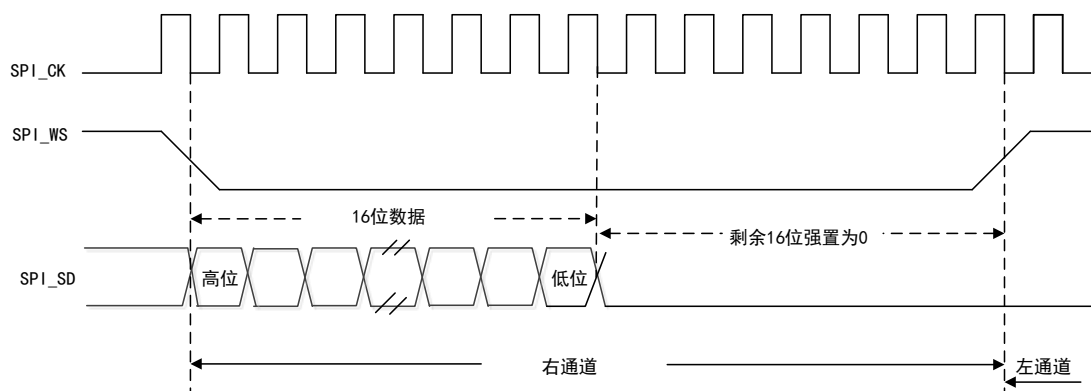 SPI_CK
SPI_WS
16位数据
剩余16位强置为0
SPI_SD
高位
低位
右通道
左通道